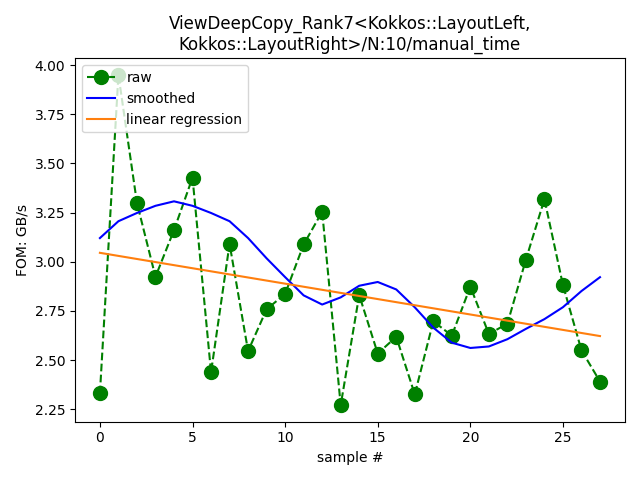 ViewDeepCopy_Rank7<Kokkos::LayoutLeft,
Kokkos::LayoutRight>/N:10/manual_time
raw
smoothed
linear regression
FOM: GB/s
4.00
3.75
3.50
3.25
3.00
2.75
2.50
2.25
0 5 10 15 20 25
sample #